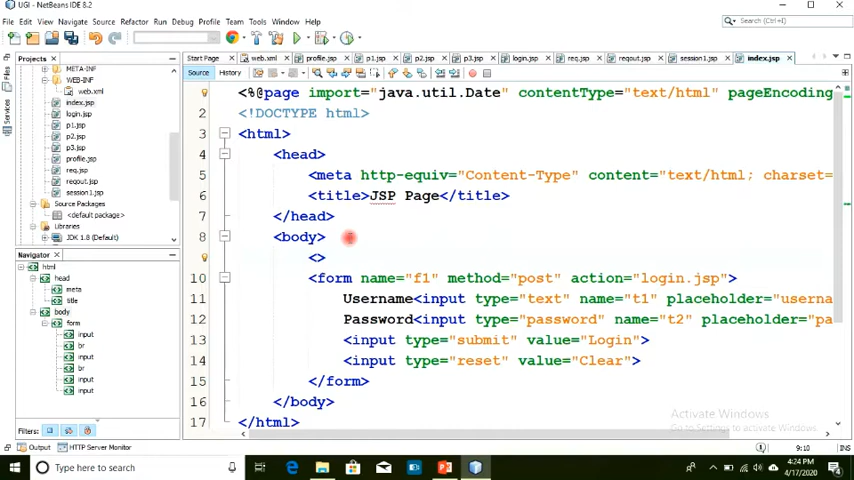 UGI - NetBeans IDE 8.2
File Edit View Navigate Source Refactor Run Debug Profile Team Tools Window Help
Search (Ctrl+I)
Projects
Start Page web.xml profile.jsp p1.jsp p2.jsp p3.jsp login.jsp req.jsp reqout.jsp session1.jsp index.jsp
Source History
META-INF
WEB-INF
web.xml
index.jsp
login.jsp
p1.jsp
p2.jsp
p3.jsp
profile.jsp
req.jsp
reqout.jsp
session1.jsp
Source Packages
<default package>
Libraries
JDK 1.8 (Default)
Files
Services
Navigator
html
head
meta
title
body
form
input
br
input
br
input
input
Filters:
<%@page import="java.util.Date" contentType="text/html" pageEncoding
2 <!DOCTYPE html>
3 <html>
4 <head>
5 <meta http-equiv="Content-Type" content="text/html; charset=
6 <title>JSP Page</title>
7 </head>
8 <body>
<>
10 <form name="f1" method="post" action="login.jsp">
11 Username<input type="text" name="t1" placeholder="userna
12 Password<input type="password" name="t2" placeholder="pa
13 <input type="submit" value="Login">
14 <input type="reset" value="Clear">
15 </form>
16 </body>
17 </html>
Activate Windows
Go to Settings to activate Windows.
Output HTTP Server Monitor
9:10 INS
Type here to search
4:24 PM
4/17/2020